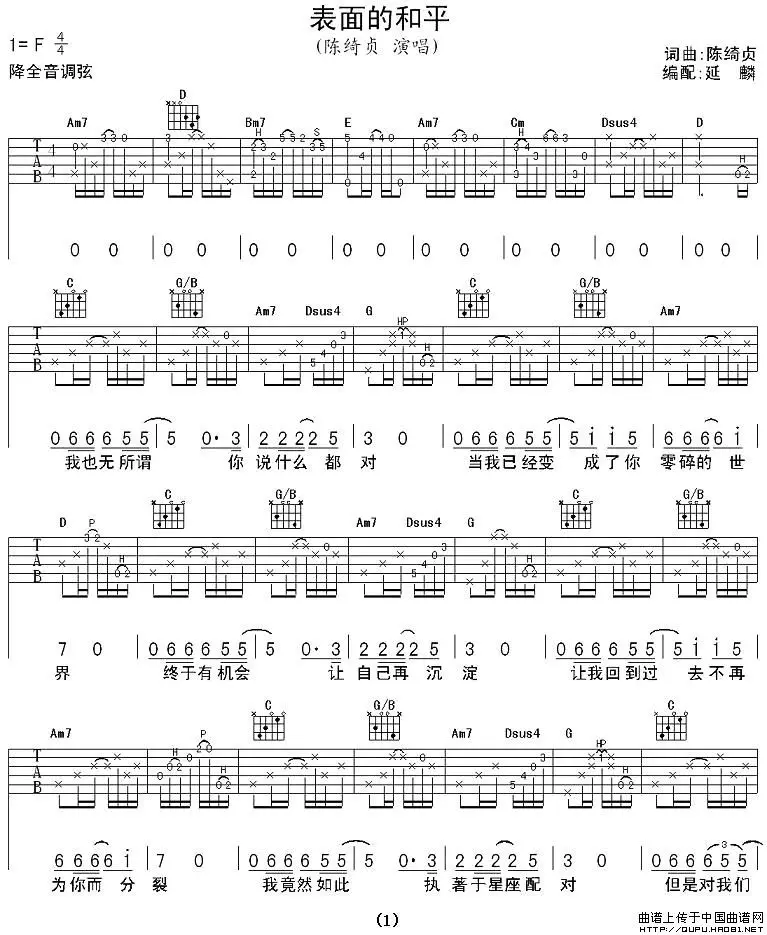 表面的和平
(陈绮贞 演唱)
1=F 4/4
词曲:陈绮贞
降全音调弦
编配:延 麟
Am7 D Bm7 E Am7 Cm Dsus4 D
0 0 0 0 0 0 0 0 0 0 0 0 0 0 0 0
C G/B Am7 Dsus4 G C G/B Am7
0 6 6 6 6 5 5 5 0· 3 2 2 2 2 2 5 3 0 0 6 6 6 6 5 5 5 i i 5 6 6 6 6 i
我也无所谓 你 说什么 都 对 当我已经变 成了你 零碎的 世
D C G/B Am7 Dsus4 G C G/B
7 0 0 6 6 6 6 5 5 5 0· 3 2 2 2 2 5 3 0 0 6 6 6 6 5 5 5 i i 5
界 终于有机会 让 自己再 沉 淀 让我回到过 去不再
Am7 C G/B Am7 Dsus4 G C
6 6 6 6 i 7 0 0 6 6 6 6 5 5 5 0· 3 2 2 2 2 5 3 0 0 6 6 6 5 5 5
为你而 分 裂 我竟然如此 执 著于星座配 对 但是对我们
(1)
曲谱上传于中国曲谱网
HTTP://QUPU.HAO81.NET